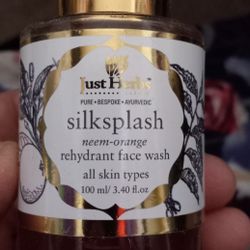 Just Herbs
PURE • BESPOKE • AYURVEDIC
silksplash
neem-orange
rehydrant face wash
all skin types
100 ml/ 3.40 fl.oz